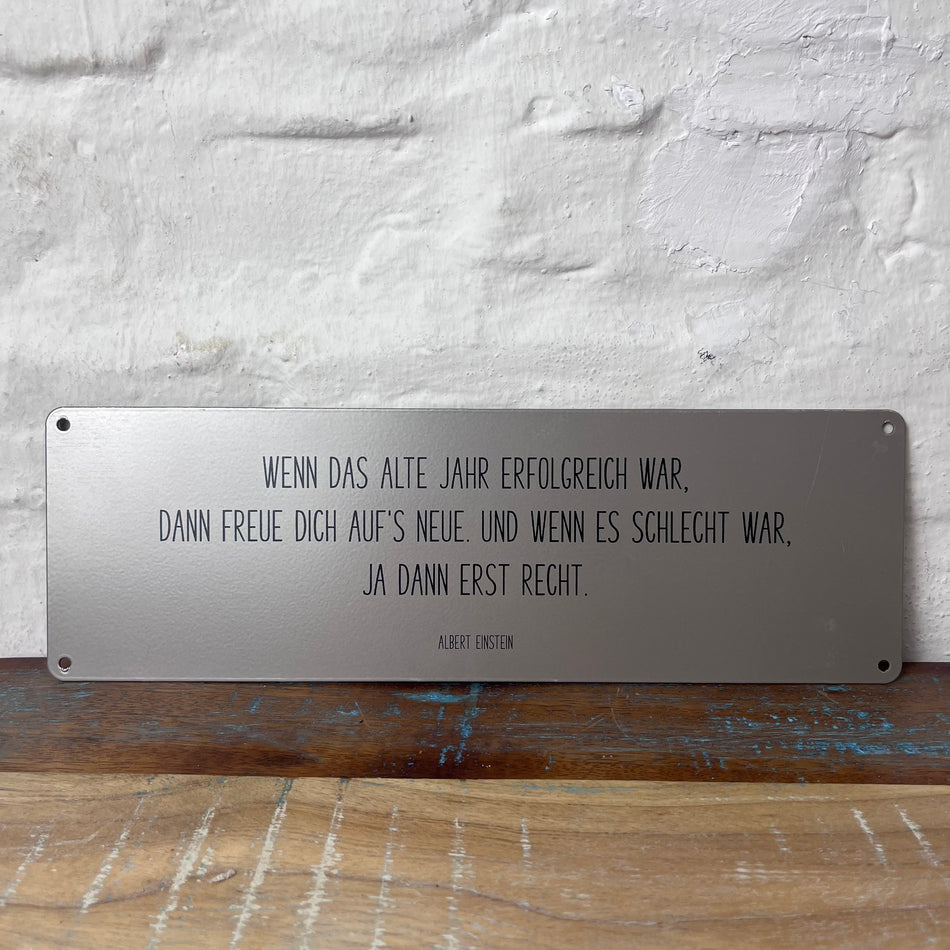 WENN DAS ALTE JAHR ERFOLGREICH WAR,
DANN FREUE DICH AUF'S NEUE. UND WENN ES SCHLECHT WAR,
JA DANN ERST RECHT.
ALBERT EINSTEIN